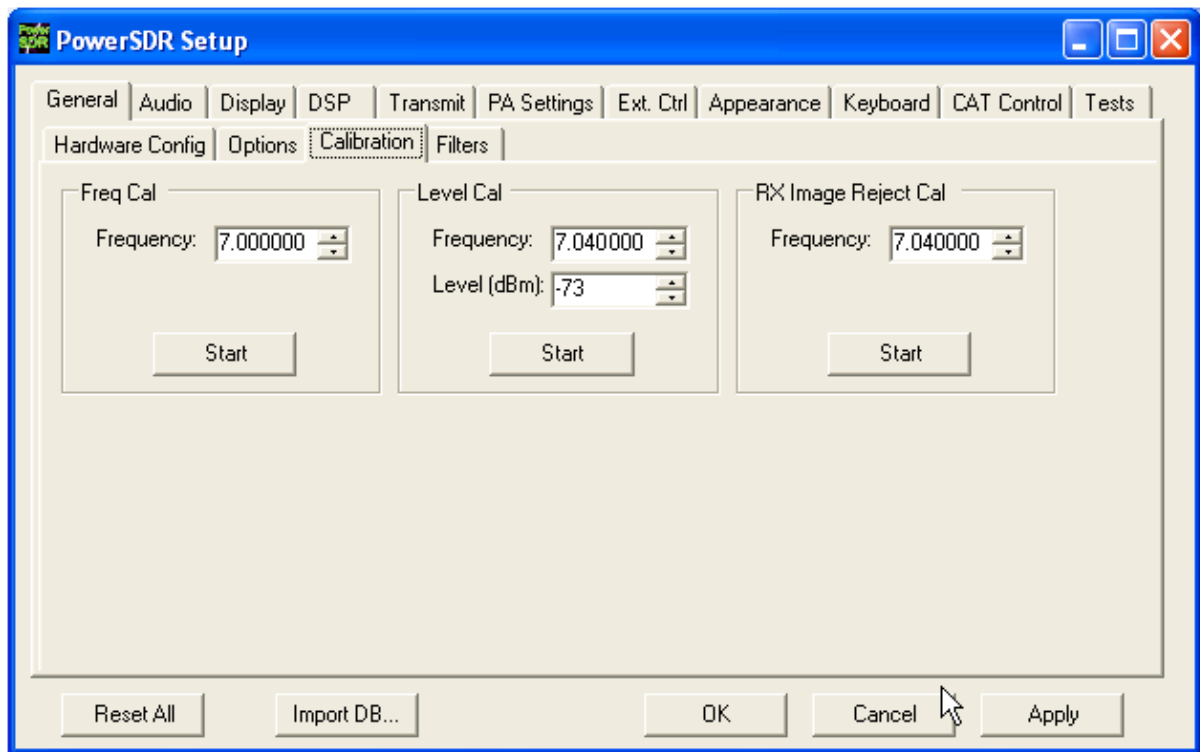 Power SDR PowerSDR Setup
General Audio Display DSP Transmit PA Settings Ext. Ctrl Appearance Keyboard CAT Control Tests
Hardware Config Options Calibration Filters
Freq Cal
Frequency: 7.000000
Start
Level Cal
Frequency: 7.040000
Level (dBm): -73
Start
RX Image Reject Cal
Frequency: 7.040000
Start
Reset All Import DB... OK Cancel Apply